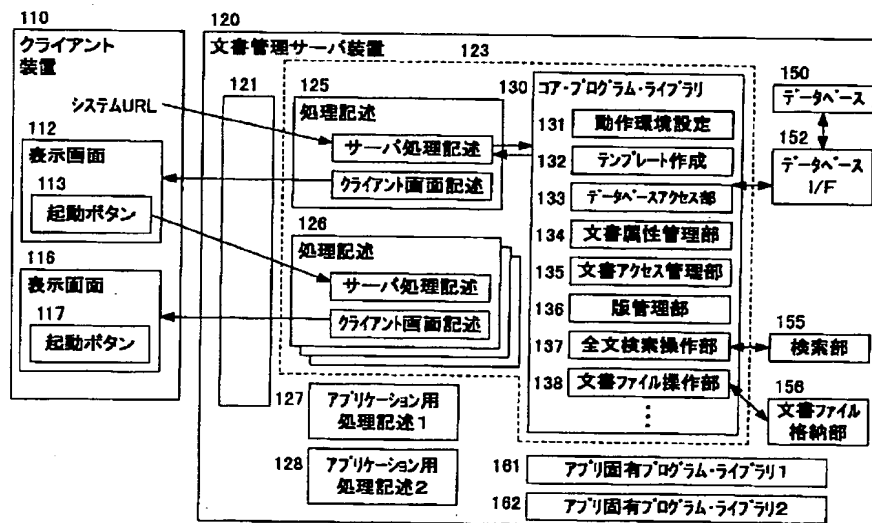 110
クライアント
装置
システムURL
112
表示画面
113
起動ボタン
116
表示画面
117
起動ボタン
120
文書管理サーバ装置
121
123
125
処理記述
サーバ処理記述
クライアント画面記述
126
処理記述
サーバ処理記述
クライアント画面記述
127
アプリケーション用
処理記述1
128
アプリケーション用
処理記述2
130
コア・プログラム・ライブラリ
131
動作環境設定
132
テンプレート作成
133
データベースアクセス部
134
文書属性管理部
135
文書アクセス管理部
136
版管理部
137
全文検索操作部
138
文書ファイル操作部
150
データベース
152
データベース
I/F
155
検索部
156
文書ファイル
格納部
161
アプリ固有プログラム・ライブラリ1
162
アプリ固有プログラム・ライブラリ2